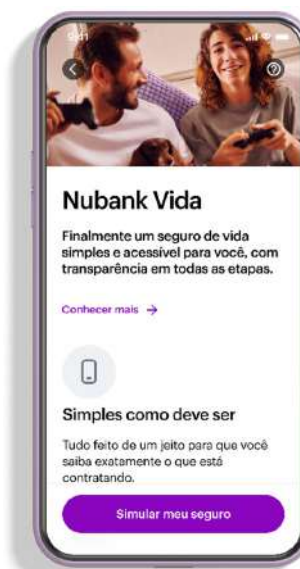 9:41
Nubank Vida
Finalmente um seguro de vida
simples e acessível para você, com
transparência em todas as etapas.
Conhecer mais →
Simples como deve ser
Tudo feito de um jeito para que você
saiba exatamente o que está
contratando.
Simular meu seguro